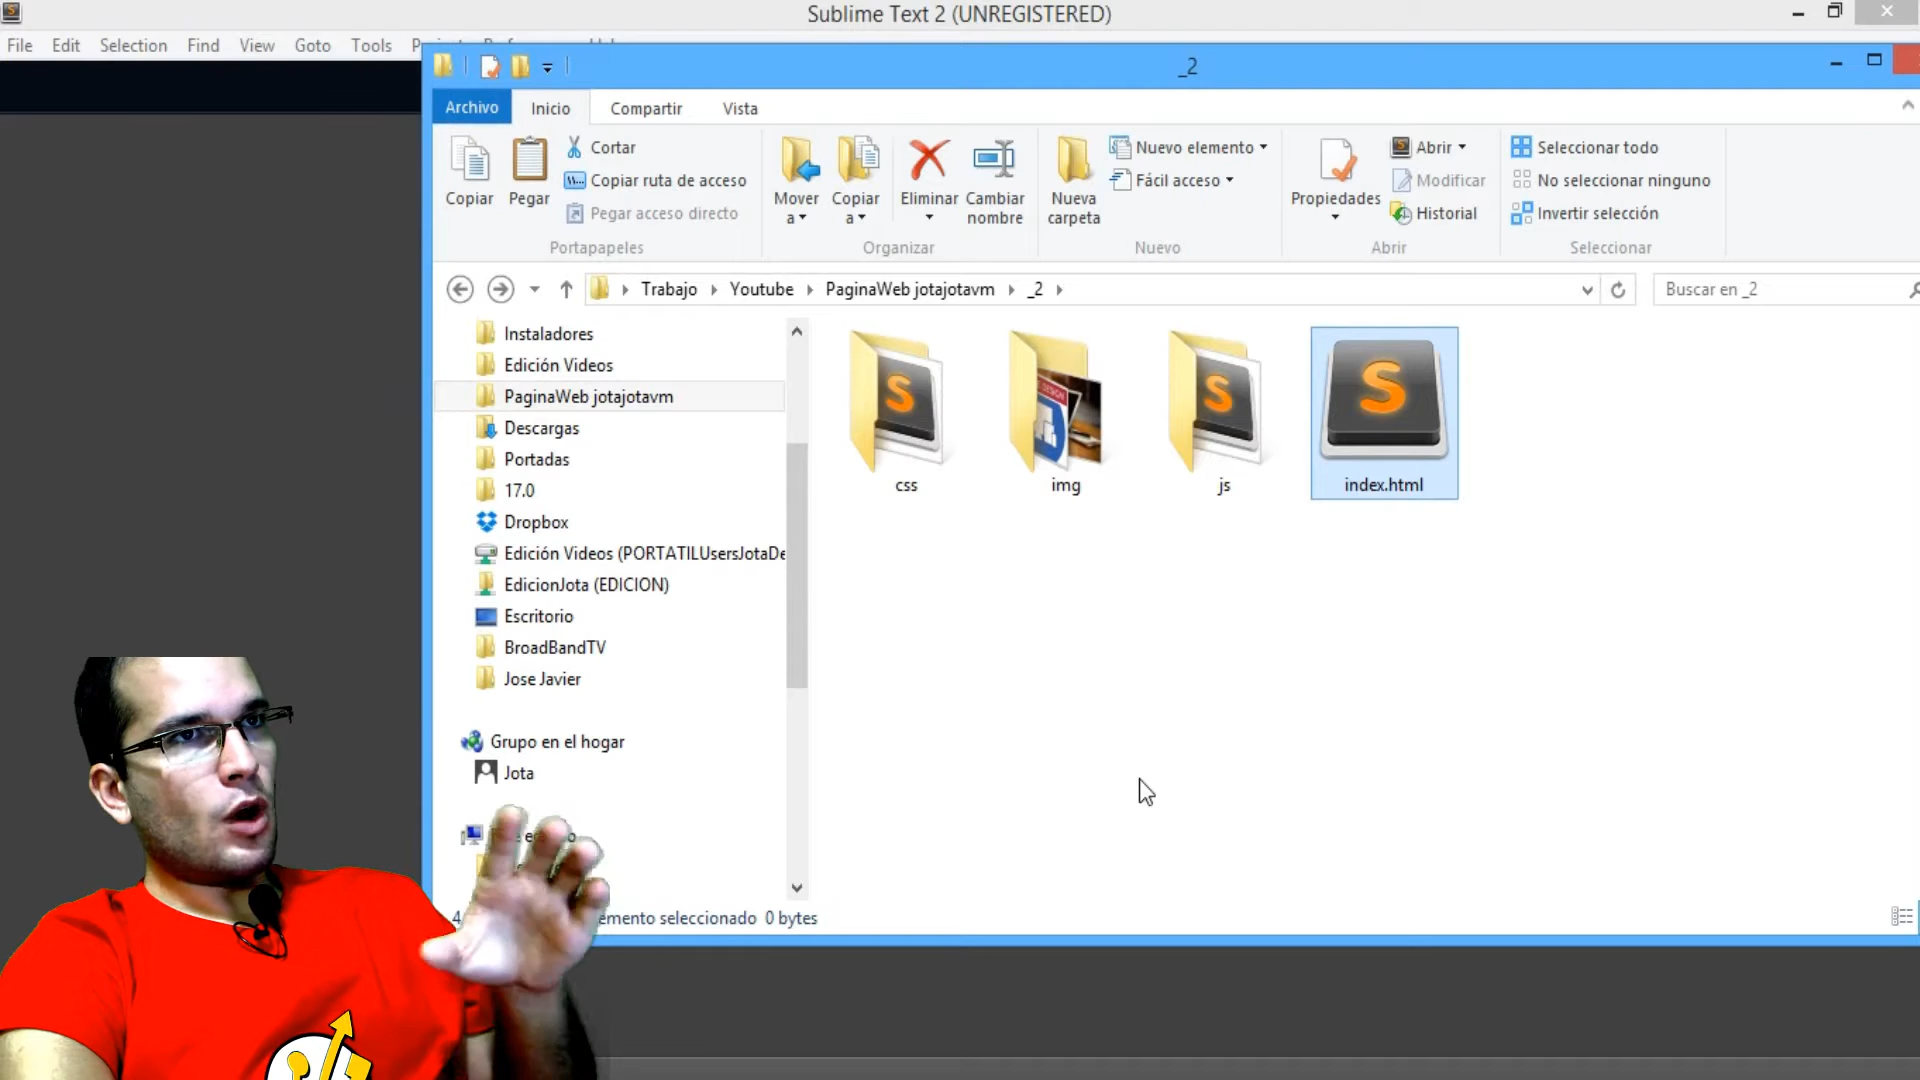 Sublime Text 2 (UNREGISTERED)
File Edit Selection Find View Goto Tools
_2
Archivo Inicio Compartir Vista
Copiar
Pegar
Cortar
Copiar ruta de acceso
Pegar acceso directo
Portapapeles
Mover a
Copiar a
Eliminar
Cambiar nombre
Organizar
Nueva carpeta
Nuevo elemento
Fácil acceso
Nuevo
Propiedades
Abrir
Modificar
Historial
Abrir
Seleccionar todo
No seleccionar ninguno
Invertir selección
Seleccionar
Trabajo Youtube PaginaWeb jotajotavm _2
Buscar en _2
Instaladores
Edición Videos
PaginaWeb jotajotavm
Descargas
Portadas
17.0
Dropbox
Edición Videos (PORTATILUsersJotaDe
EdicionJota (EDICION)
Escritorio
BroadBandTV
Jose Javier
Grupo en el hogar
Jota
css
img
js
index.html
4
emento seleccionado 0 bytes